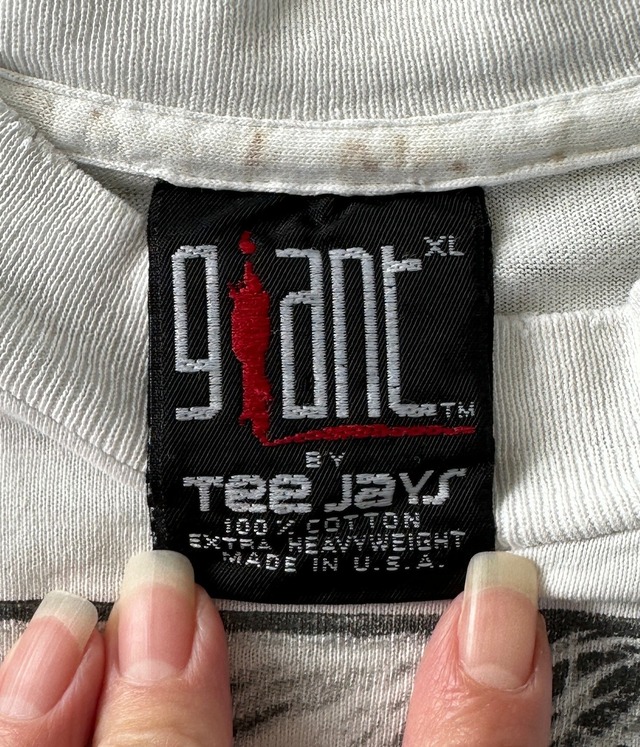 giant XL
TM
BY
Tee Jays
100% COTTON
EXTRA HEAVYWEIGHT
MADE IN U.S.A.